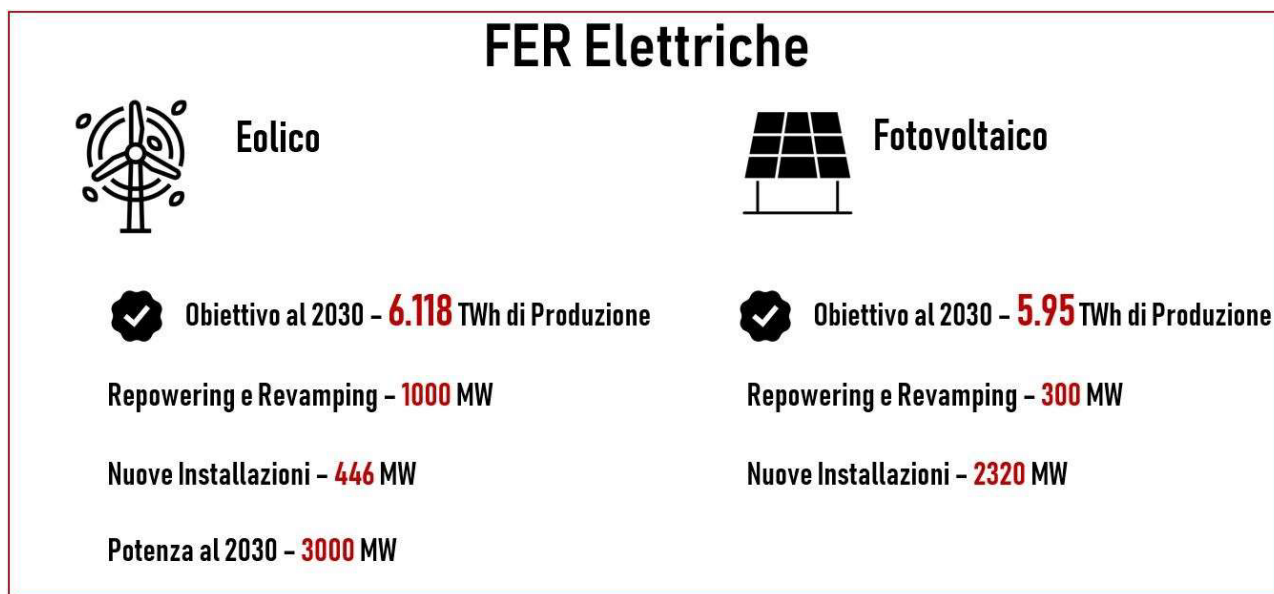 FER Elettriche
Eolico
Obiettivo al 2030 – 6.118 TWh di Produzione
Repowering e Revamping – 1000 MW
Nuove Installazioni – 446 MW
Potenza al 2030 – 3000 MW
Fotovoltaico
Obiettivo al 2030 – 5.95 TWh di Produzione
Repowering e Revamping – 300 MW
Nuove Installazioni – 2320 MW